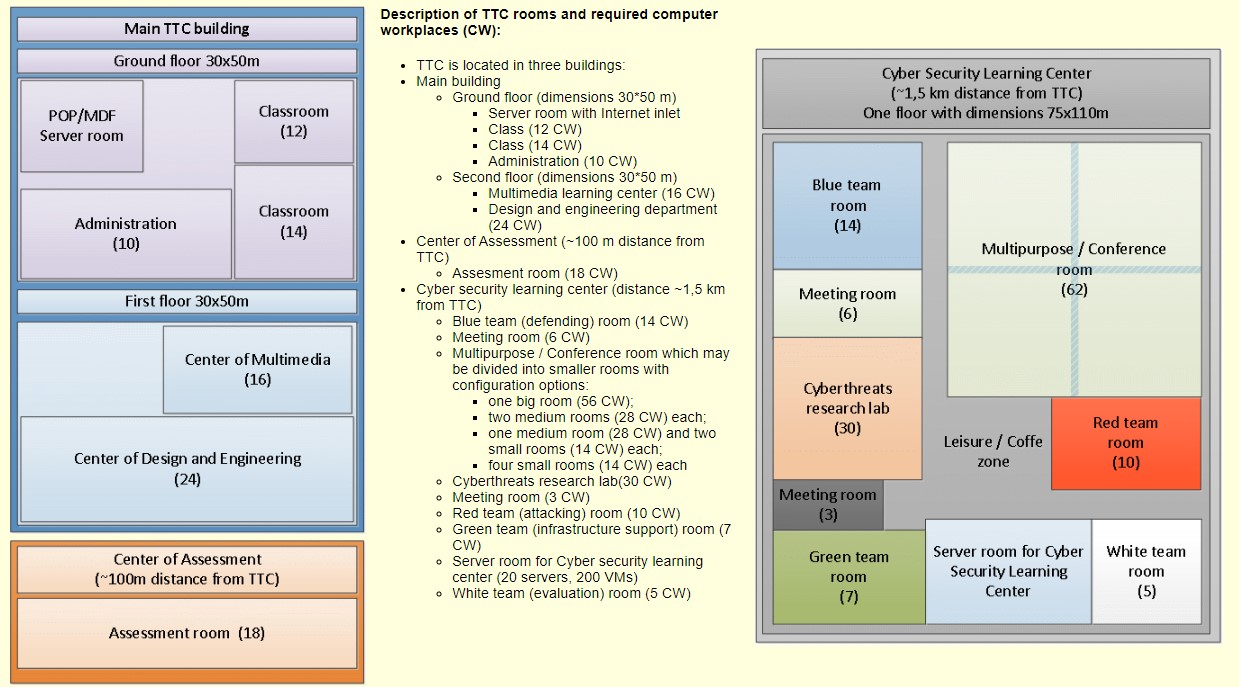 Main TTC building
Ground floor 30x50m
POP/MDF
Server room
Classroom
(12)
Administration
(10)
Classroom
(14)
First floor 30x50m
Center of Multimedia
(16)
Center of Design and Engineering
(24)
Center of Assessment
(~100m distance from TTC)
Assessment room (18)
Description of TTC rooms and required computer
workplaces (CW):
• TTC is located in three buildings:
• Main building
◦ Ground floor (dimensions 30*50 m)
▪ Server room with Internet inlet
▪ Class (12 CW)
▪ Class (14 CW)
▪ Administration (10 CW)
◦ Second floor (dimensions 30*50 m)
▪ Multimedia learning center (16 CW)
▪ Design and engineering department
(24 CW)
• Center of Assessment (~100 m distance from
TTC)
◦ Assesment room (18 CW)
• Cyber security learning center (distance ~1,5 km
from TTC)
◦ Blue team (defending) room (14 CW)
◦ Meeting room (6 CW)
◦ Multipurpose / Conference room which may
be divided into smaller rooms with
configuration options:
▪ one big room (56 CW);
▪ two medium rooms (28 CW) each;
▪ one medium room (28 CW) and two
small rooms (14 CW) each;
▪ four small rooms (14 CW) each
◦ Cyberthreats research lab(30 CW)
◦ Meeting room (3 CW)
◦ Red team (attacking) room (10 CW)
◦ Green team (infrastructure support) room (7
CW)
◦ Server room for Cyber security learning
center (20 servers, 200 VMs)
◦ White team (evaluation) room (5 CW)
Cyber Security Learning Center
(~1,5 km distance from TTC)
One floor with dimensions 75x110m
Blue team
room
(14)
Multipurpose / Conference
room
(62)
Meeting room
(6)
Cyberthreats
research lab
(30)
Leisure / Coffe
zone
Red team
room
(10)
Meeting room
(3)
Green team
room
(7)
Server room for Cyber
Security Learning
Center
White team
room
(5)